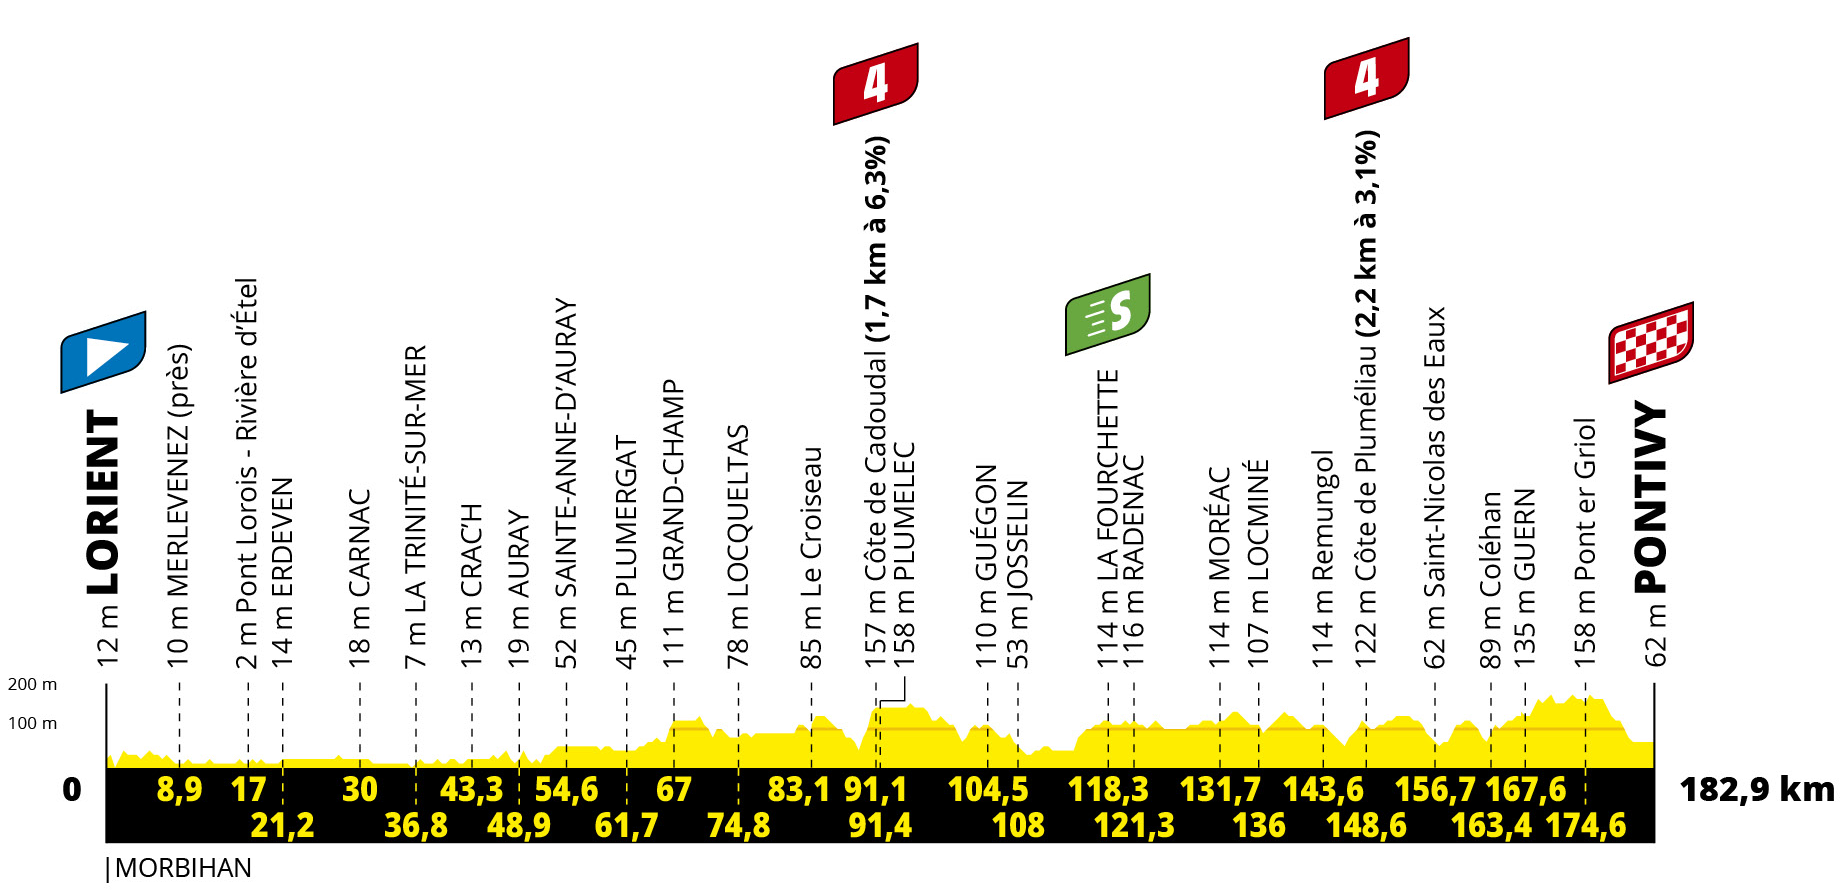 4
4
S
12 m LORIENT
10 m MERLEVENEZ (près)
2 m Pont Lorois - Rivière d’Étel
14 m ERDEVEN
18 m CARNAC
7 m LA TRINITÉ-SUR-MER
13 m CRAC’H
19 m AURAY
52 m SAINTE-ANNE-D’AURAY
45 m PLUMERGAT
111 m GRAND-CHAMP
78 m LOCQUELTAS
85 m Le Croiseau
157 m Côte de Cadoudal (1,7 km à 6,3%)
158 m PLUMELEC
110 m GUÉGON
53 m JOSSELIN
114 m LA FOURCHETTE
116 m RADENAC
114 m MORÉAC
107 m LOCMINÉ
114 m Remungol
122 m Côte de Pluméliau (2,2 km à 3,1%)
62 m Saint-Nicolas des Eaux
89 m Coléhan
135 m GUERN
158 m Pont er Griol
62 m PONTIVY
200 m
100 m
0 8,9 17 30 43,3 54,6 67 83,1 91,1 104,5 118,3 131,7 143,6 156,7 167,6 182,9 km
21,2 36,8 48,9 61,7 74,8 91,4 108 121,3 136 148,6 163,4 174,6
MORBIHAN